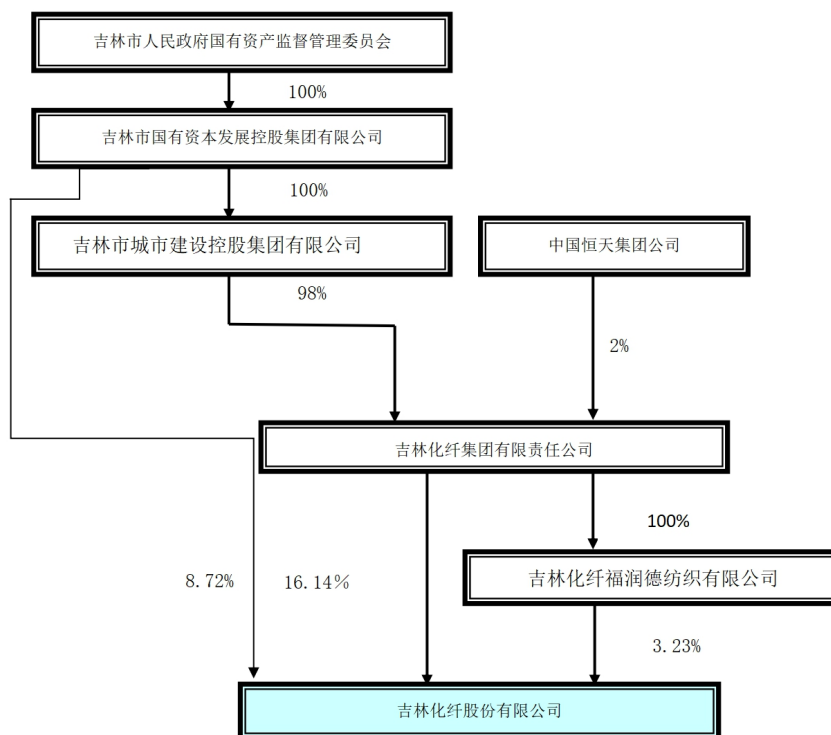 吉林市人民政府国有资产监督管理委员会
100%
吉林市国有资本发展控股集团有限公司
100%
吉林市城市建设控股集团有限公司
中国恒天集团公司
98%
2%
吉林化纤集团有限责任公司
100%
吉林化纤福润德纺织有限公司
8.72%
16.14%
3.23%
吉林化纤股份有限公司